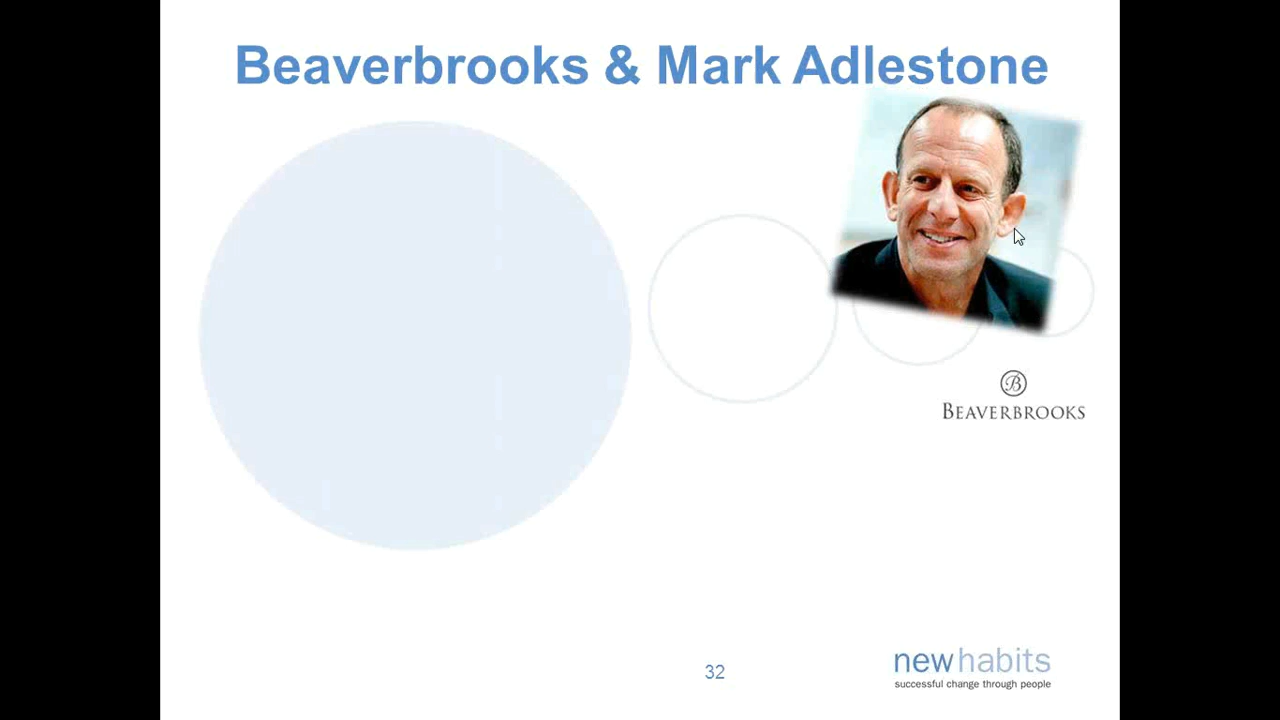 Beaverbrooks & Mark Adlestone
B
BEAVERBROOKS
32
newhabits
successful change through people